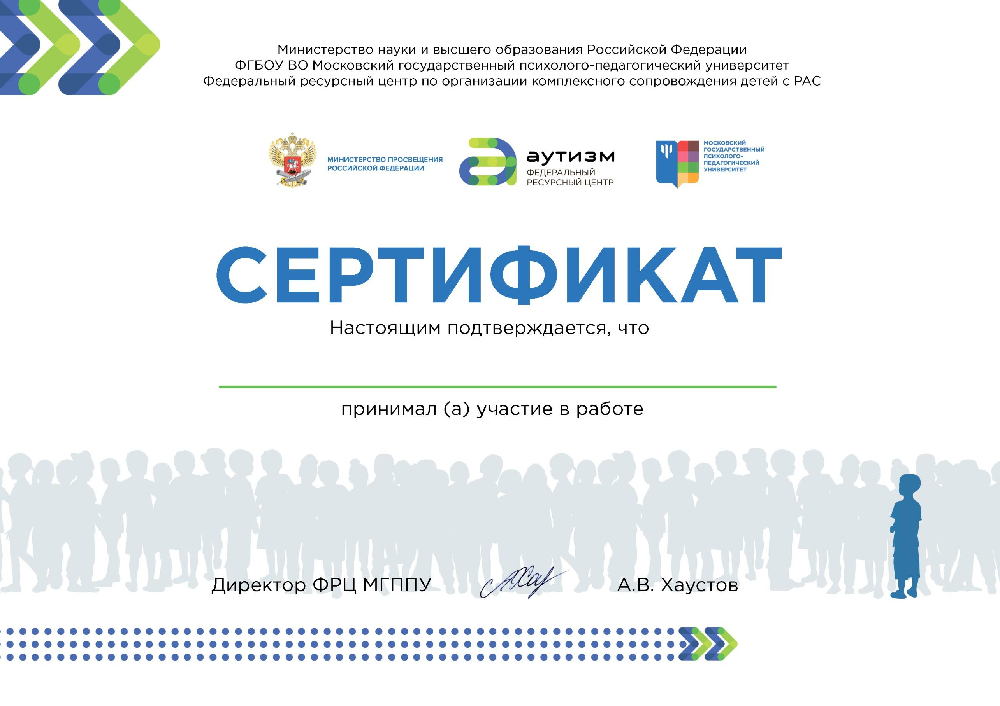 Министерство науки и высшего образования Российской Федерации
ФГБОУ ВО Московский государственный психолого-педагогический университет
Федеральный ресурсный центр по организации комплексного сопровождения детей с РАС
МИНИСТЕРСТВО ПРОСВЕЩЕНИЯ
РОССИЙСКОЙ ФЕДЕРАЦИИ
аутизм
ФЕДЕРАЛЬНЫЙ
РЕСУРСНЫЙ ЦЕНТР
МОСКОВСКИЙ
ГОСУДАРСТВЕННЫЙ
ПСИХОЛОГО-
ПЕДАГОГИЧЕСКИЙ
УНИВЕРСИТЕТ
СЕРТИФИКАТ
Настоящим подтверждается, что
принимал (а) участие в работе
Директор ФРЦ МГППУ
А.В. Хаустов